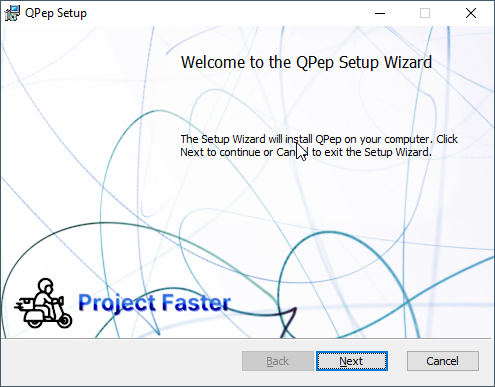 QPep Setup
Welcome to the QPep Setup Wizard
The Setup Wizard will install QPep on your computer. Click
Next to continue or Cancel to exit the Setup Wizard.
Project Faster
Back
Next
Cancel